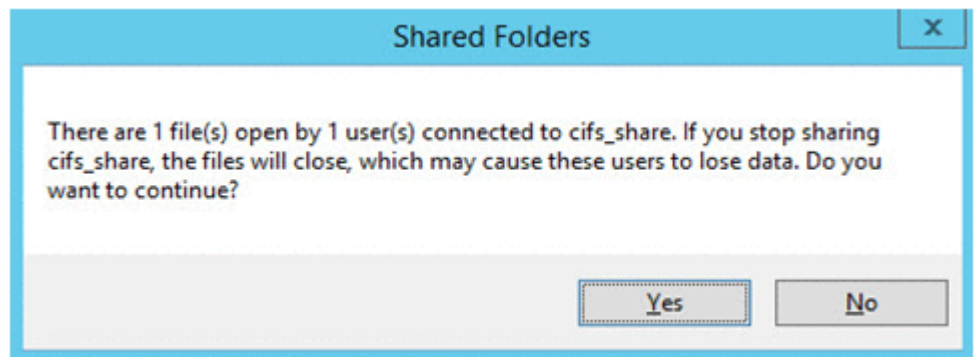 Shared Folders
x
There are 1 file(s) open by 1 user(s) connected to cifs_share. If you stop sharing
cifs_share, the files will close, which may cause these users to lose data. Do you
want to continue?
Yes
No